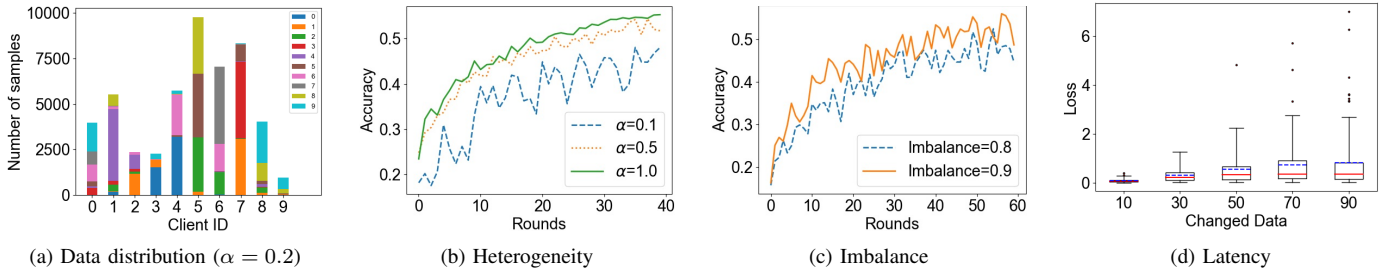 10000
7500
5000
2500
0
Number of samples
0 1 2 3 4 5 6 7 8 9
Client ID
0
1
2
3
4
5
6
7
8
9
(a) Data distribution (α = 0.2)
0.5
0.4
0.3
0.2
Accuracy
0 10 20 30 40
Rounds
α=0.1
α=0.5
α=1.0
(b) Heterogeneity
0.5
0.4
0.3
0.2
Accuracy
0 10 20 30 40 50 60
Rounds
Imbalance=0.8
Imbalance=0.9
(c) Imbalance
6
4
2
0
Loss
10 30 50 70 90
Changed Data
(d) Latency